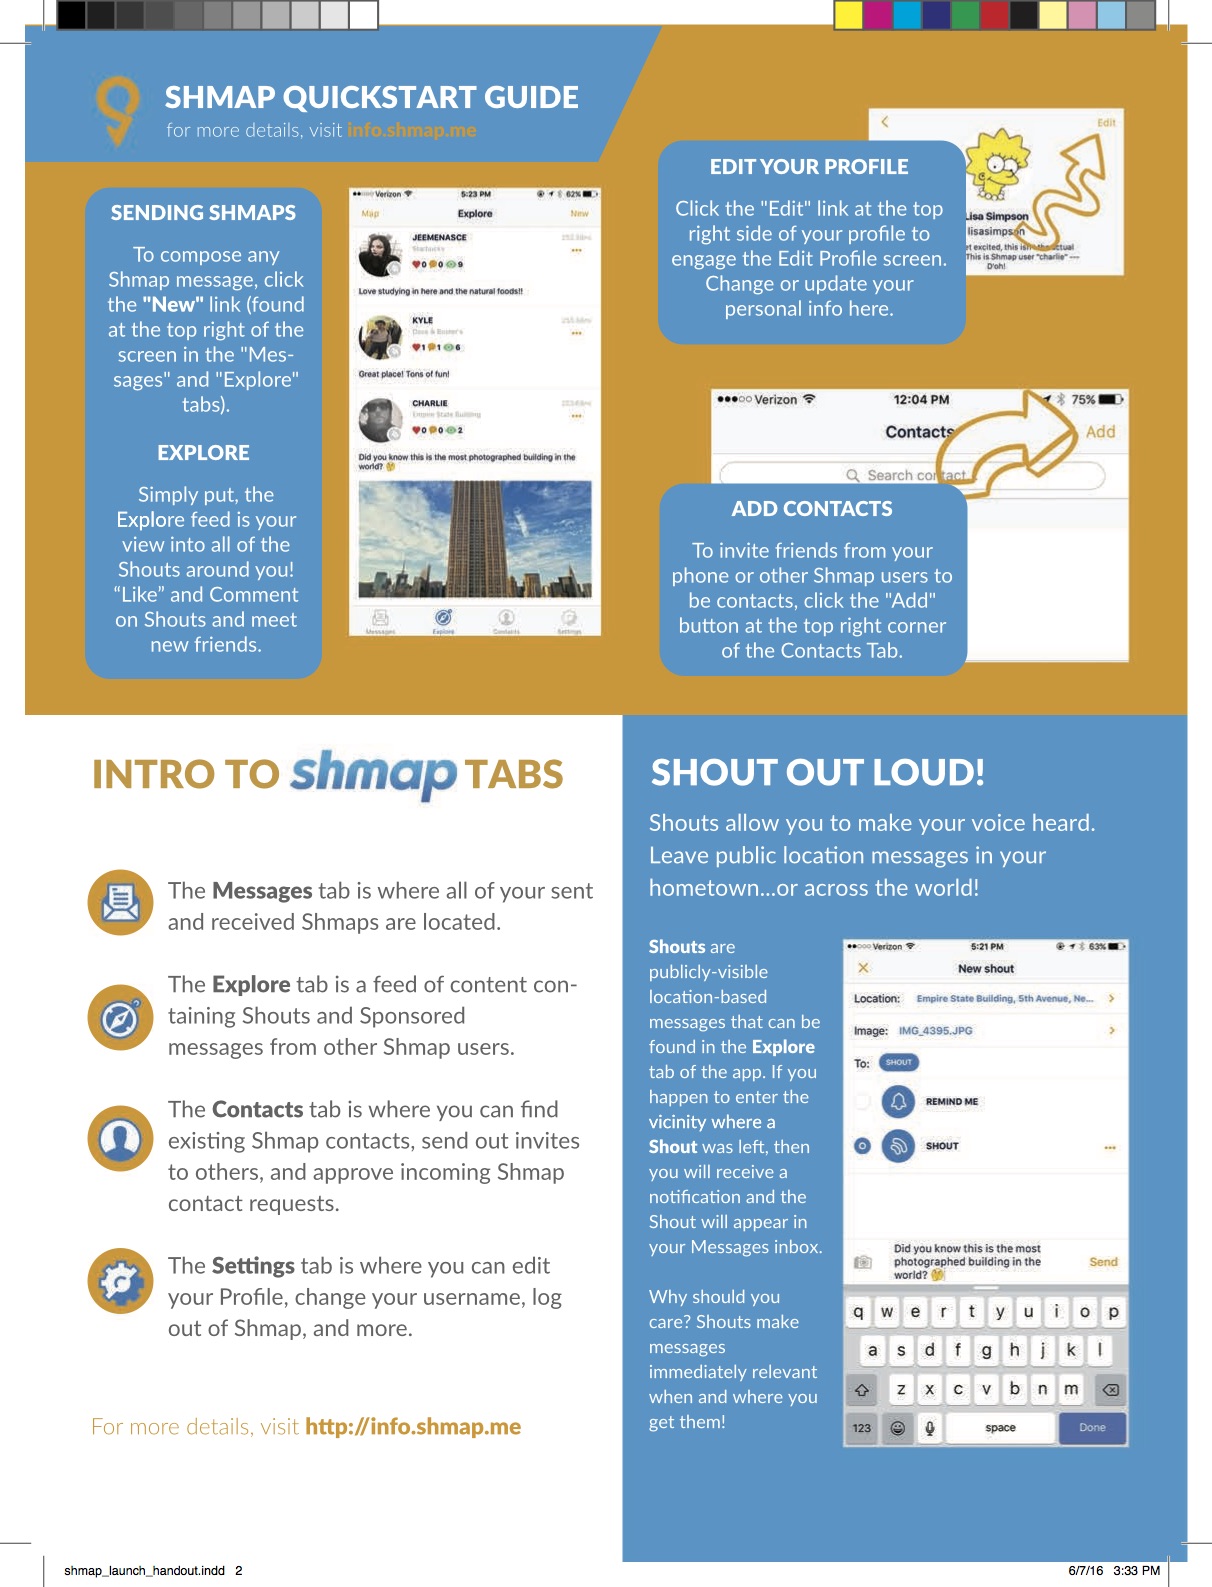 SHMAP QUICKSTART GUIDE
for more details, visit info.shmap.me
SENDING SHMAPS
To compose any
Shmap message, click
the "New" link (found
at the top right of the
screen in the "Mes-
sages" and "Explore"
tabs).
EXPLORE
Simply put, the
Explore feed is your
view into all of the
Shouts around you!
“Like” and Comment
on Shouts and meet
new friends.
Verizon 5:23 PM 62%
Map Explore New
JEEMENASCE
Starbucks
0 0 9
Love studying in here and the natural foods!!
KYLE
Dave & Buster's
1 1 6
Great place! Tons of fun!
CHARLIE
Empire State Building
0 0 2
Did you know this is the most photographed building in the
world?
Messages Explore Contacts Settings
Edit
Lisa Simpson
lisasimpson
This is Shmap user "charlie" ---
D'oh!
EDIT YOUR PROFILE
Click the "Edit" link at the top
right side of your profile to
engage the Edit Profile screen.
Change or update your
personal info here.
Verizon 12:04 PM 75%
Contacts Add
Search contact
ADD CONTACTS
To invite friends from your
phone or other Shmap users to
be contacts, click the "Add"
button at the top right corner
of the Contacts Tab.
INTRO TO shmap TABS
The Messages tab is where all of your sent
and received Shmaps are located.
The Explore tab is a feed of content con-
taining Shouts and Sponsored
messages from other Shmap users.
The Contacts tab is where you can find
existing Shmap contacts, send out invites
to others, and approve incoming Shmap
contact requests.
The Settings tab is where you can edit
your Profile, change your username, log
out of Shmap, and more.
For more details, visit http://info.shmap.me
SHOUT OUT LOUD!
Shouts allow you to make your voice heard.
Leave public location messages in your
hometown...or across the world!
Shouts are
publicly-visible
location-based
messages that can be
found in the Explore
tab of the app. If you
happen to enter the
vicinity where a
Shout was left, then
you will receive a
notification and the
Shout will appear in
your Messages inbox.
Why should you
care? Shouts make
messages
immediately relevant
when and where you
get them!
Verizon 5:21 PM 63%
New shout
Location: Empire State Building, 5th Avenue, Ne...
Image: IMG_4395.JPG
To: SHOUT
REMIND ME
SHOUT
Did you know this is the most
photographed building in the
world?
Send
q w e r t y u i o p
a s d f g h j k l
z x c v b n m
123 space Done
shmap_launch_handout.indd 2
6/7/16 3:33 PM